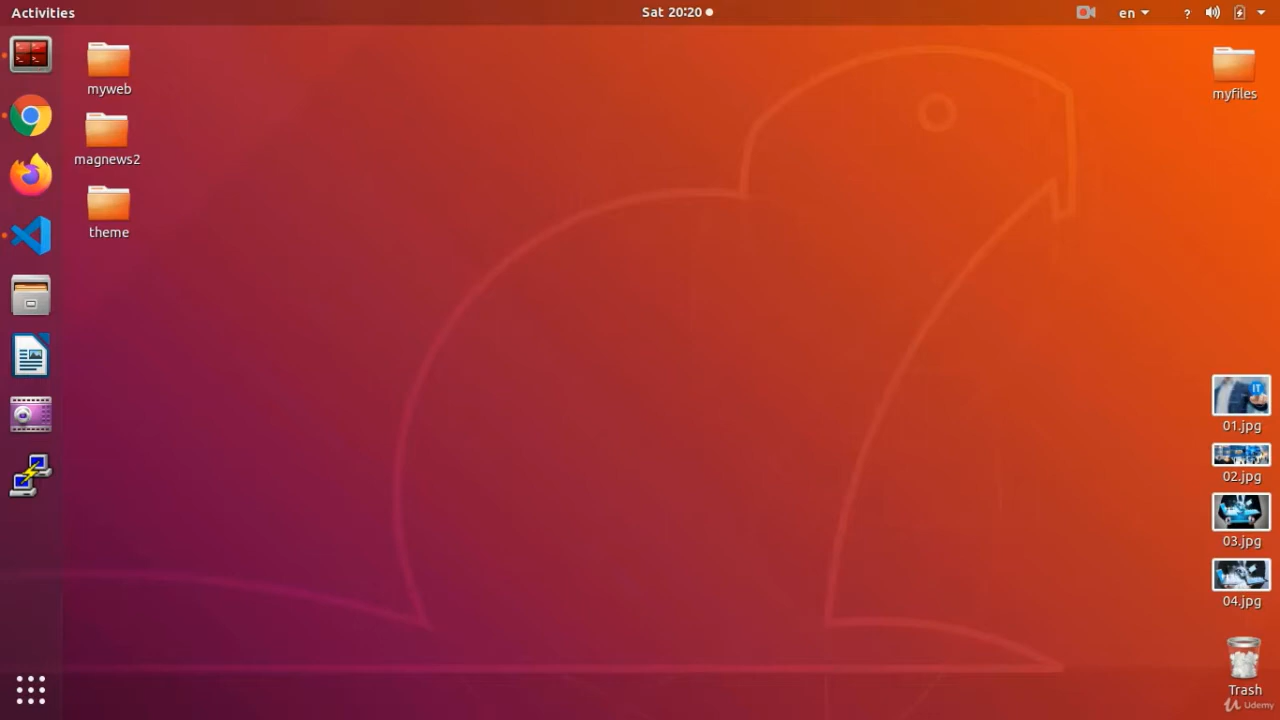 Activities
Sat 20:20
en
?
myweb
magnews2
theme
myfiles
IT
01.jpg
02.jpg
03.jpg
04.jpg
Trash
Udemy